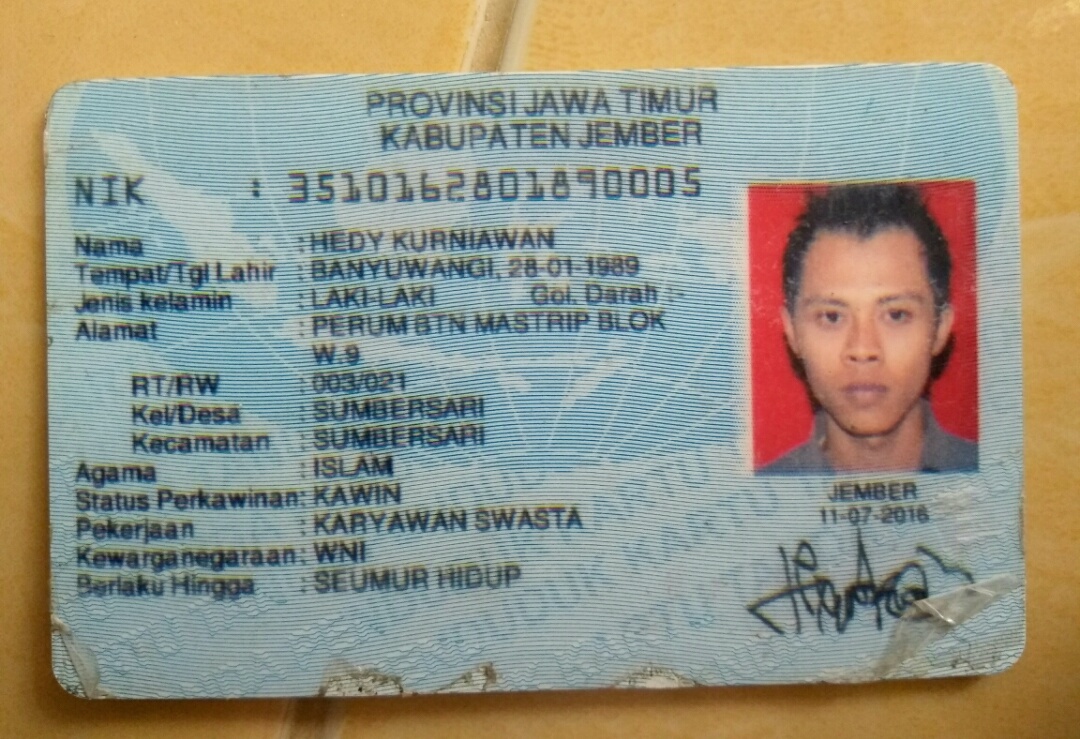 PROVINSI JAWA TIMUR
KABUPATEN JEMBER
NIK : 3510162801890005
Nama : HEDY KURNIAWAN
Tempat/Tgl Lahir : BANYUWANGI, 28-01-1989
Jenis kelamin : LAKI-LAKI Gol. Darah :-
Alamat : PERUM BTN MASTRIP BLOK
W.9
RT/RW : 003/021
Kel/Desa : SUMBERSARI
Kecamatan : SUMBERSARI
Agama : ISLAM
Status Perkawinan: KAWIN
Pekerjaan : KARYAWAN SWASTA
Kewarganegaraan: WNI
Berlaku Hingga : SEUMUR HIDUP
JEMBER
11-07-2016